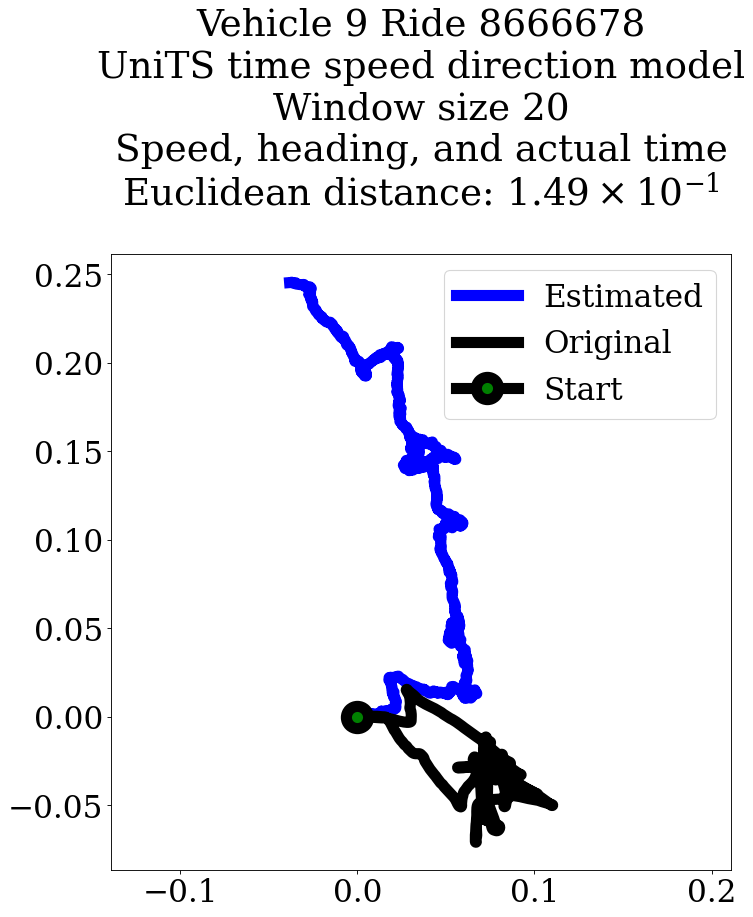 Vehicle 9 Ride 8666678
UniTS time speed direction model
Window size 20
Speed, heading, and actual time
Euclidean distance: 1.49 × 10⁻¹
0.25
0.20
0.15
0.10
0.05
0.00
−0.05
Estimated
Original
Start
−0.1
0.0
0.1
0.2